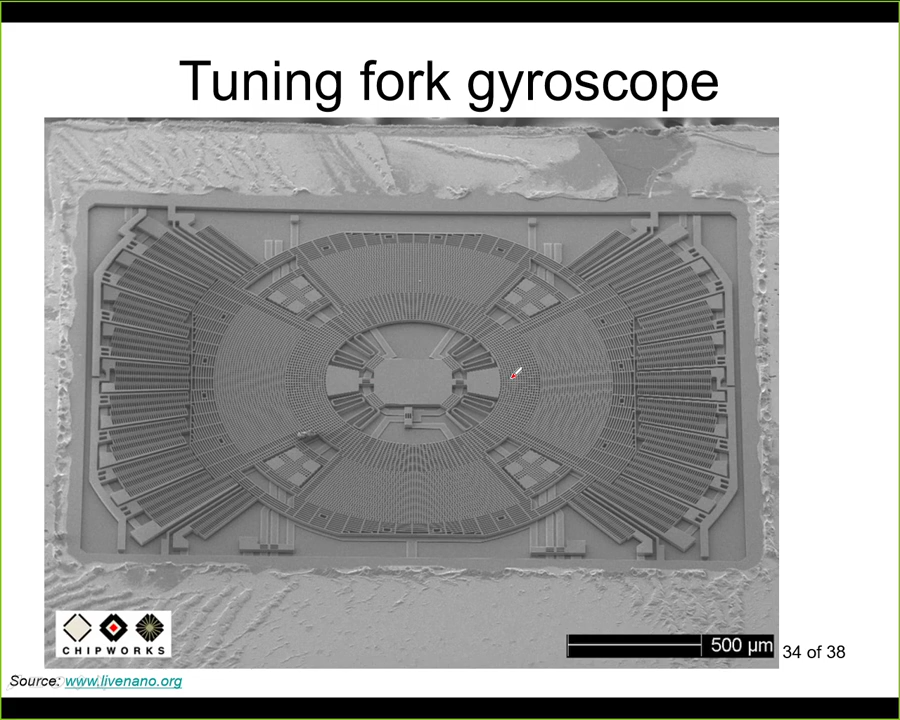 Tuning fork gyroscope
CHIPWORKS
500 µm
34 of 38
Source: www.livenano.org